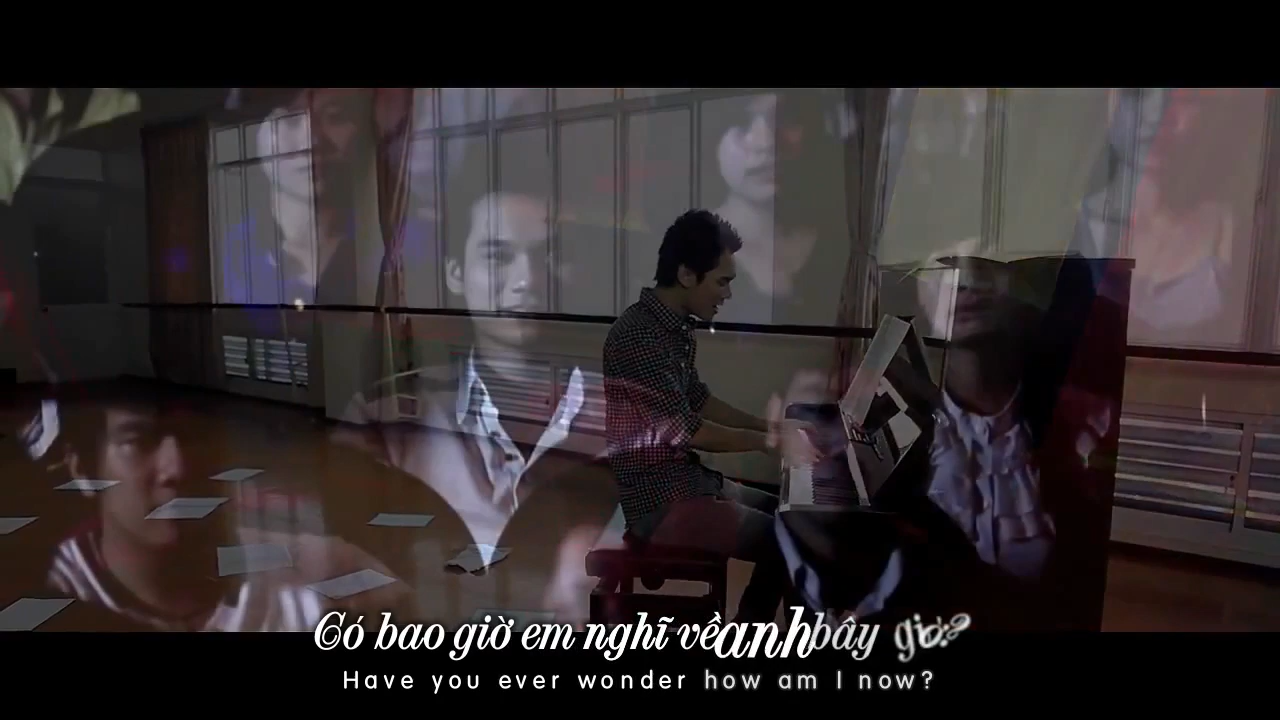 Có bao giờ em nghĩ về anh bây giờ?
Have you ever wonder how am I now?